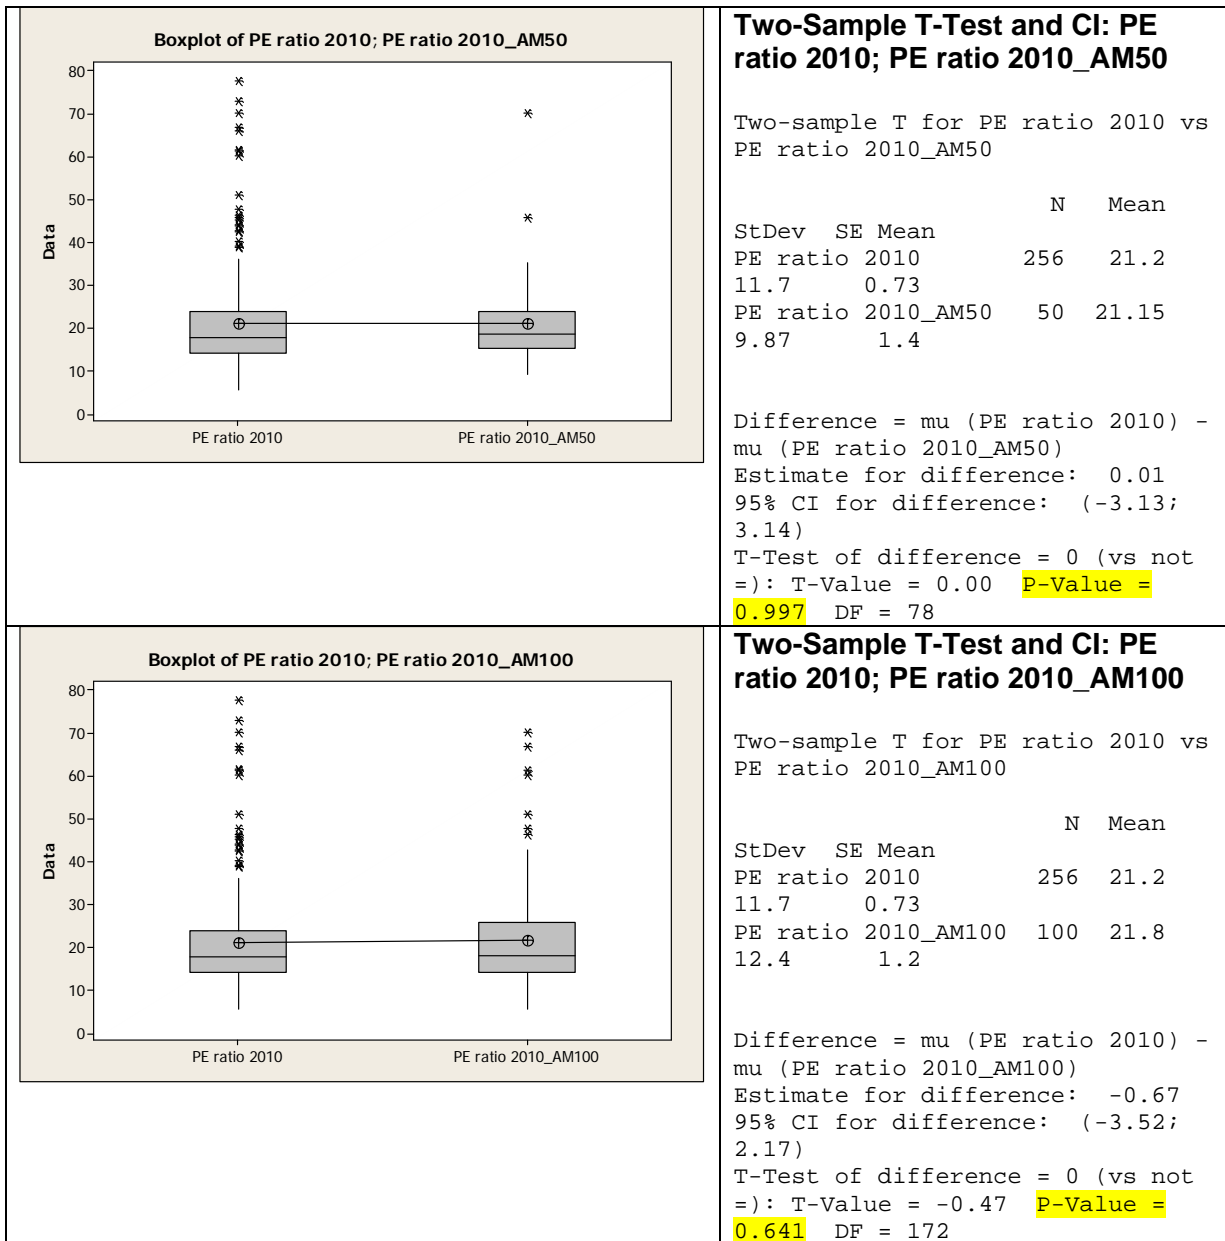 Boxplot of PE ratio 2010; PE ratio 2010_AM50
80
70
60
50
40
30
20
10
0
Data
PE ratio 2010 PE ratio 2010_AM50
Two-Sample T-Test and CI: PE
ratio 2010; PE ratio 2010_AM50
Two-sample T for PE ratio 2010 vs
PE ratio 2010_AM50
N Mean
StDev SE Mean
PE ratio 2010 256 21.2
11.7 0.73
PE ratio 2010_AM50 50 21.15
9.87 1.4
Difference = mu (PE ratio 2010) -
mu (PE ratio 2010_AM50)
Estimate for difference: 0.01
95% CI for difference: (-3.13;
3.14)
T-Test of difference = 0 (vs not
=): T-Value = 0.00 P-Value =
0.997 DF = 78
Boxplot of PE ratio 2010; PE ratio 2010_AM100
80
70
60
50
40
30
20
10
0
Data
PE ratio 2010 PE ratio 2010_AM100
Two-Sample T-Test and CI: PE
ratio 2010; PE ratio 2010_AM100
Two-sample T for PE ratio 2010 vs
PE ratio 2010_AM100
N Mean
StDev SE Mean
PE ratio 2010 256 21.2
11.7 0.73
PE ratio 2010_AM100 100 21.8
12.4 1.2
Difference = mu (PE ratio 2010) -
mu (PE ratio 2010_AM100)
Estimate for difference: -0.67
95% CI for difference: (-3.52;
2.17)
T-Test of difference = 0 (vs not
=): T-Value = -0.47 P-Value =
0.641 DF = 172